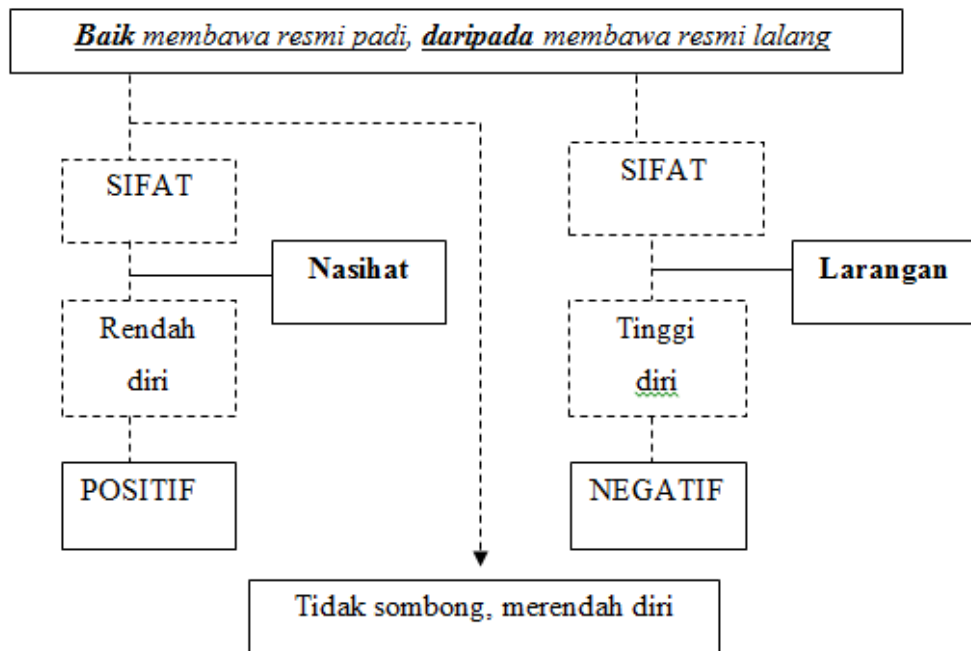 Baik membawa resmi padi, daripada membawa resmi lalang
SIFAT
Nasihat
Rendah
diri
POSITIF
SIFAT
Larangan
Tinggi
diri
NEGATIF
Tidak sombong, merendah diri